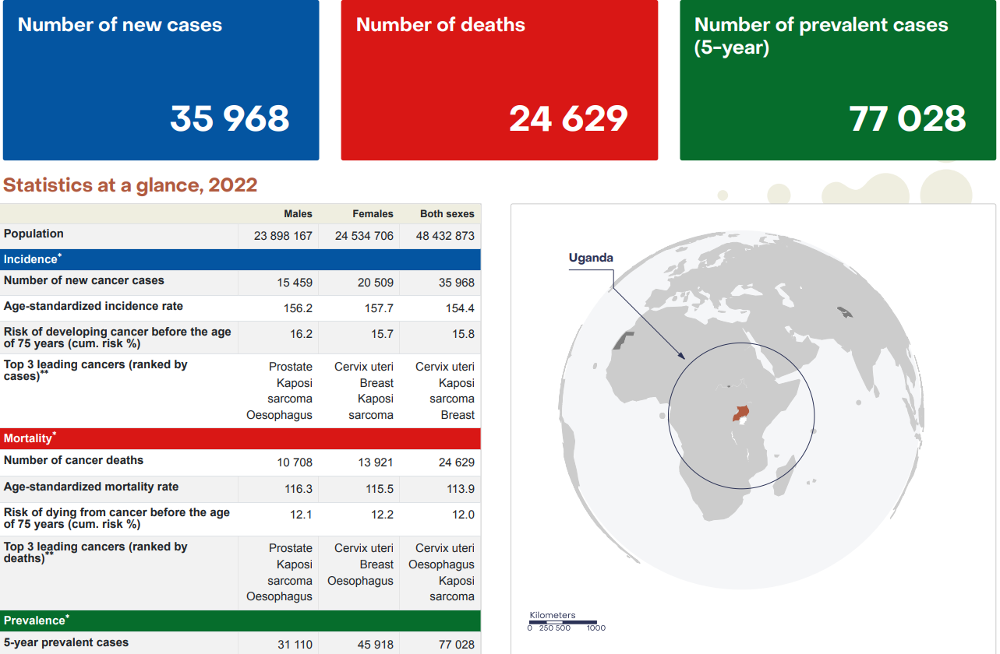 Number of new cases
35 968
Number of deaths
24 629
Number of prevalent cases
(5-year)
77 028
Statistics at a glance, 2022
Males Females Both sexes
Population 23 898 167 24 534 706 48 432 873
Incidence*
Number of new cancer cases 15 459 20 509 35 968
Age-standardized incidence rate 156.2 157.7 154.4
Risk of developing cancer before the age
of 75 years (cum. risk %) 16.2 15.7 15.8
Top 3 leading cancers (ranked by
cases)**
Prostate Cervix uteri Cervix uteri
Kaposi Breast Kaposi
sarcoma Kaposi sarcoma
Oesophagus sarcoma Breast
Mortality*
Number of cancer deaths 10 708 13 921 24 629
Age-standardized mortality rate 116.3 115.5 113.9
Risk of dying from cancer before the age
of 75 years (cum. risk %) 12.1 12.2 12.0
Top 3 leading cancers (ranked by
deaths)**
Prostate Cervix uteri Cervix uteri
Kaposi Breast Oesophagus
sarcoma Oesophagus Kaposi
Oesophagus sarcoma
Prevalence*
5-year prevalent cases 31 110 45 918 77 028
Uganda
Kilometers
0 250 500 1000